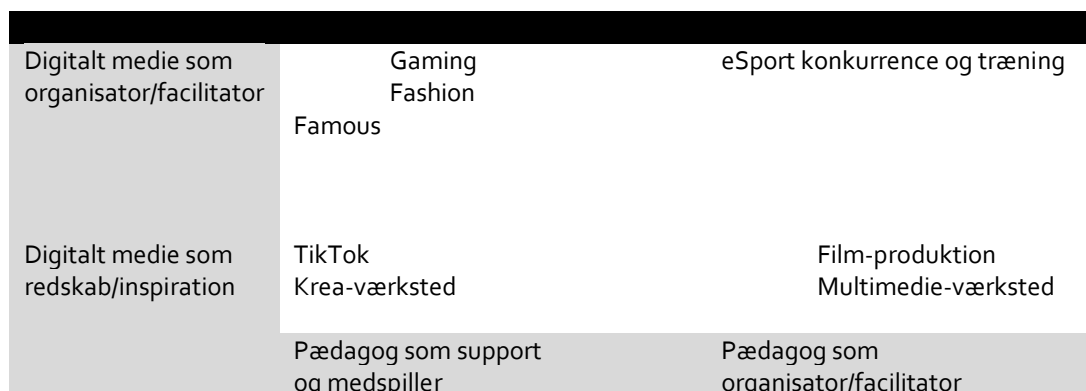 Digitalt medie som
organisator/facilitator
Gaming
Fashion
Famous
eSport konkurrence og træning
Digitalt medie som
redskab/inspiration
TikTok
Krea-værksted
Film-produktion
Multimedie-værksted
Pædagog som support
og medspiller
Pædagog som
organisator/facilitator